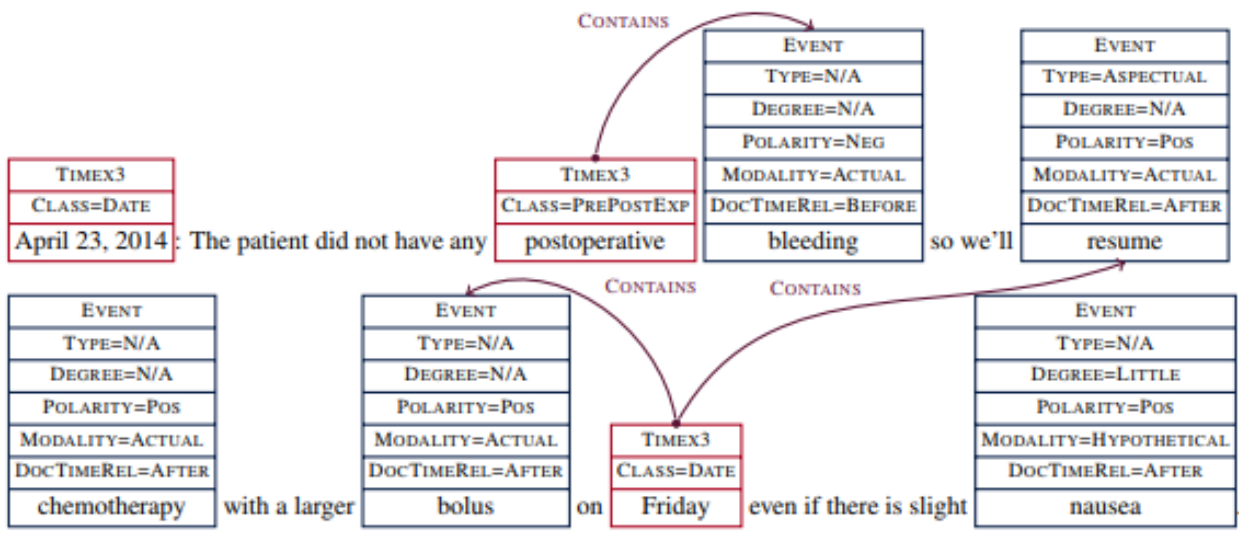 CONTAINS
EVENT EVENT
TYPE=N/A TYPE=ASPECTUAL
DEGREE=N/A DEGREE=N/A
POLARITY=NEG POLARITY=POS
TIMEX3 TIMEX3 MODALITY=ACTUAL MODALITY=ACTUAL
CLASS=DATE CLASS=PREPOSTEXP DOCTIMEREL=BEFORE DOCTIMEREL=AFTER
April 23, 2014 : The patient did not have any postoperative bleeding so we'll resume
CONTAINS CONTAINS
EVENT EVENT EVENT
TYPE=N/A TYPE=N/A TYPE=N/A
DEGREE=N/A DEGREE=N/A DEGREE=LITTLE
POLARITY=POS POLARITY=POS POLARITY=POS
MODALITY=ACTUAL MODALITY=ACTUAL TIMEX3 MODALITY=HYPOTHETICAL
DOCTIMEREL=AFTER DOCTIMEREL=AFTER CLASS=DATE DOCTIMEREL=AFTER
chemotherapy with a larger bolus on Friday even if there is slight nausea .